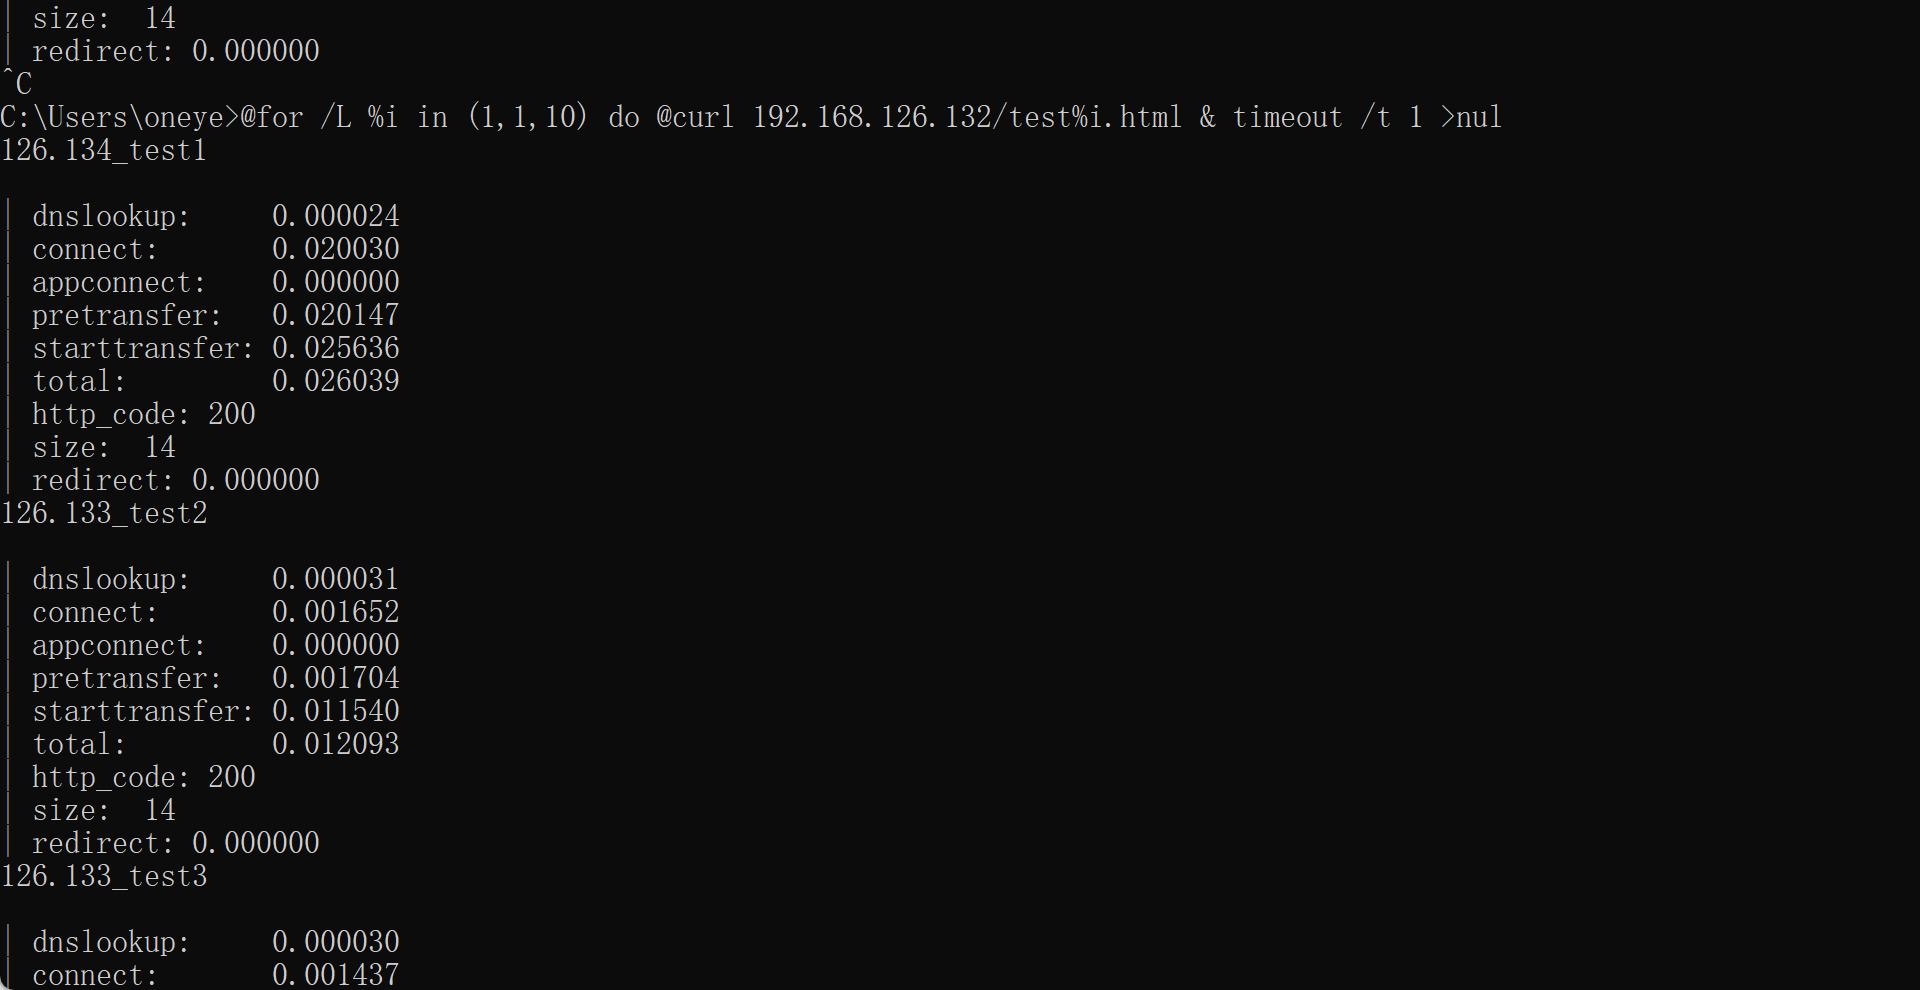 | size:  14
| redirect: 0.000000
^C
C:\Users\oneye>@for /L %i in (1,1,10) do @curl 192.168.126.132/test%i.html & timeout /t 1 >nul
126.134_test1
| dnslookup:     0.000024
| connect:       0.020030
| appconnect:    0.000000
| pretransfer:   0.020147
| starttransfer: 0.025636
| total:         0.026039
| http_code: 200
| size:  14
| redirect: 0.000000
126.133_test2
| dnslookup:     0.000031
| connect:       0.001652
| appconnect:    0.000000
| pretransfer:   0.001704
| starttransfer: 0.011540
| total:         0.012093
| http_code: 200
| size:  14
| redirect: 0.000000
126.133_test3
| dnslookup:     0.000030
| connect:       0.001437